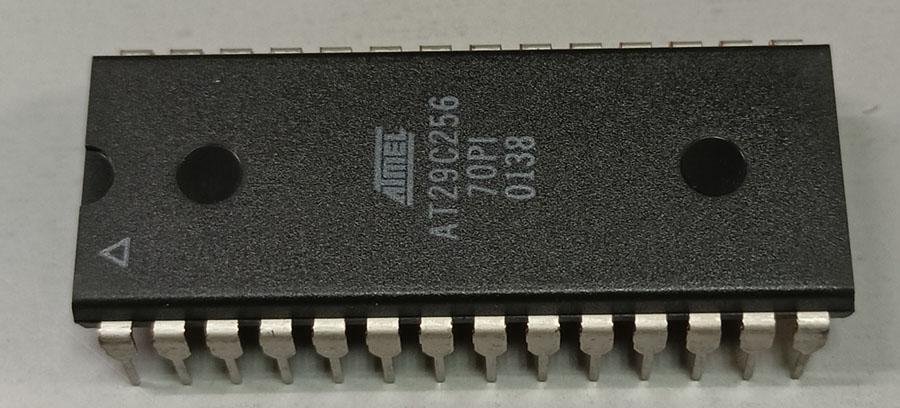 ATMEL
AT29C256
70PI
0138